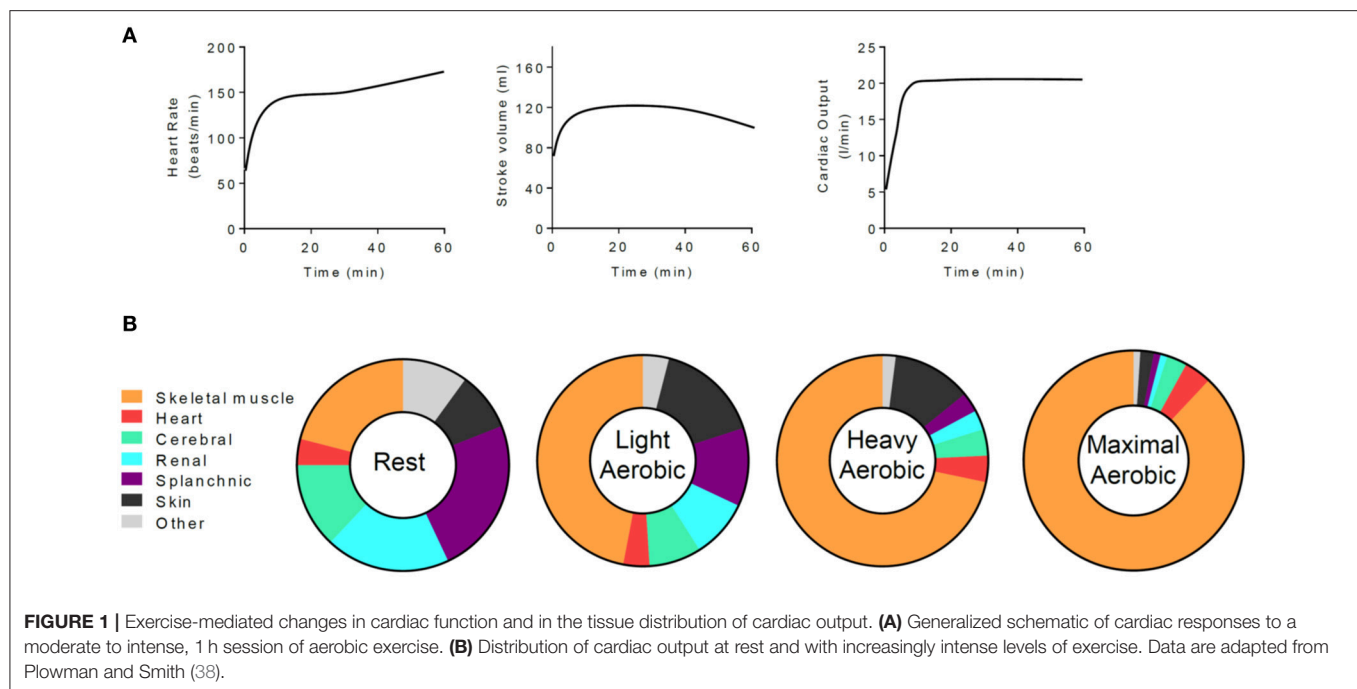 A
200
150
100
50
0
Heart Rate
(beats/min)
0 20 40 60
Time (min)
160
120
80
40
0
Stroke volume (ml)
0 20 40 60
Time (min)
25
20
15
10
5
0
Cardiac Output
(l/min)
0 20 40 60
Time (min)
B
Skeletal muscle
Heart
Cerebral
Renal
Splanchnic
Skin
Other
Rest
Light
Aerobic
Heavy
Aerobic
Maximal
Aerobic
FIGURE 1 | Exercise-mediated changes in cardiac function and in the tissue distribution of cardiac output. (A) Generalized schematic of cardiac responses to a
moderate to intense, 1 h session of aerobic exercise. (B) Distribution of cardiac output at rest and with increasingly intense levels of exercise. Data are adapted from
Plowman and Smith (38).